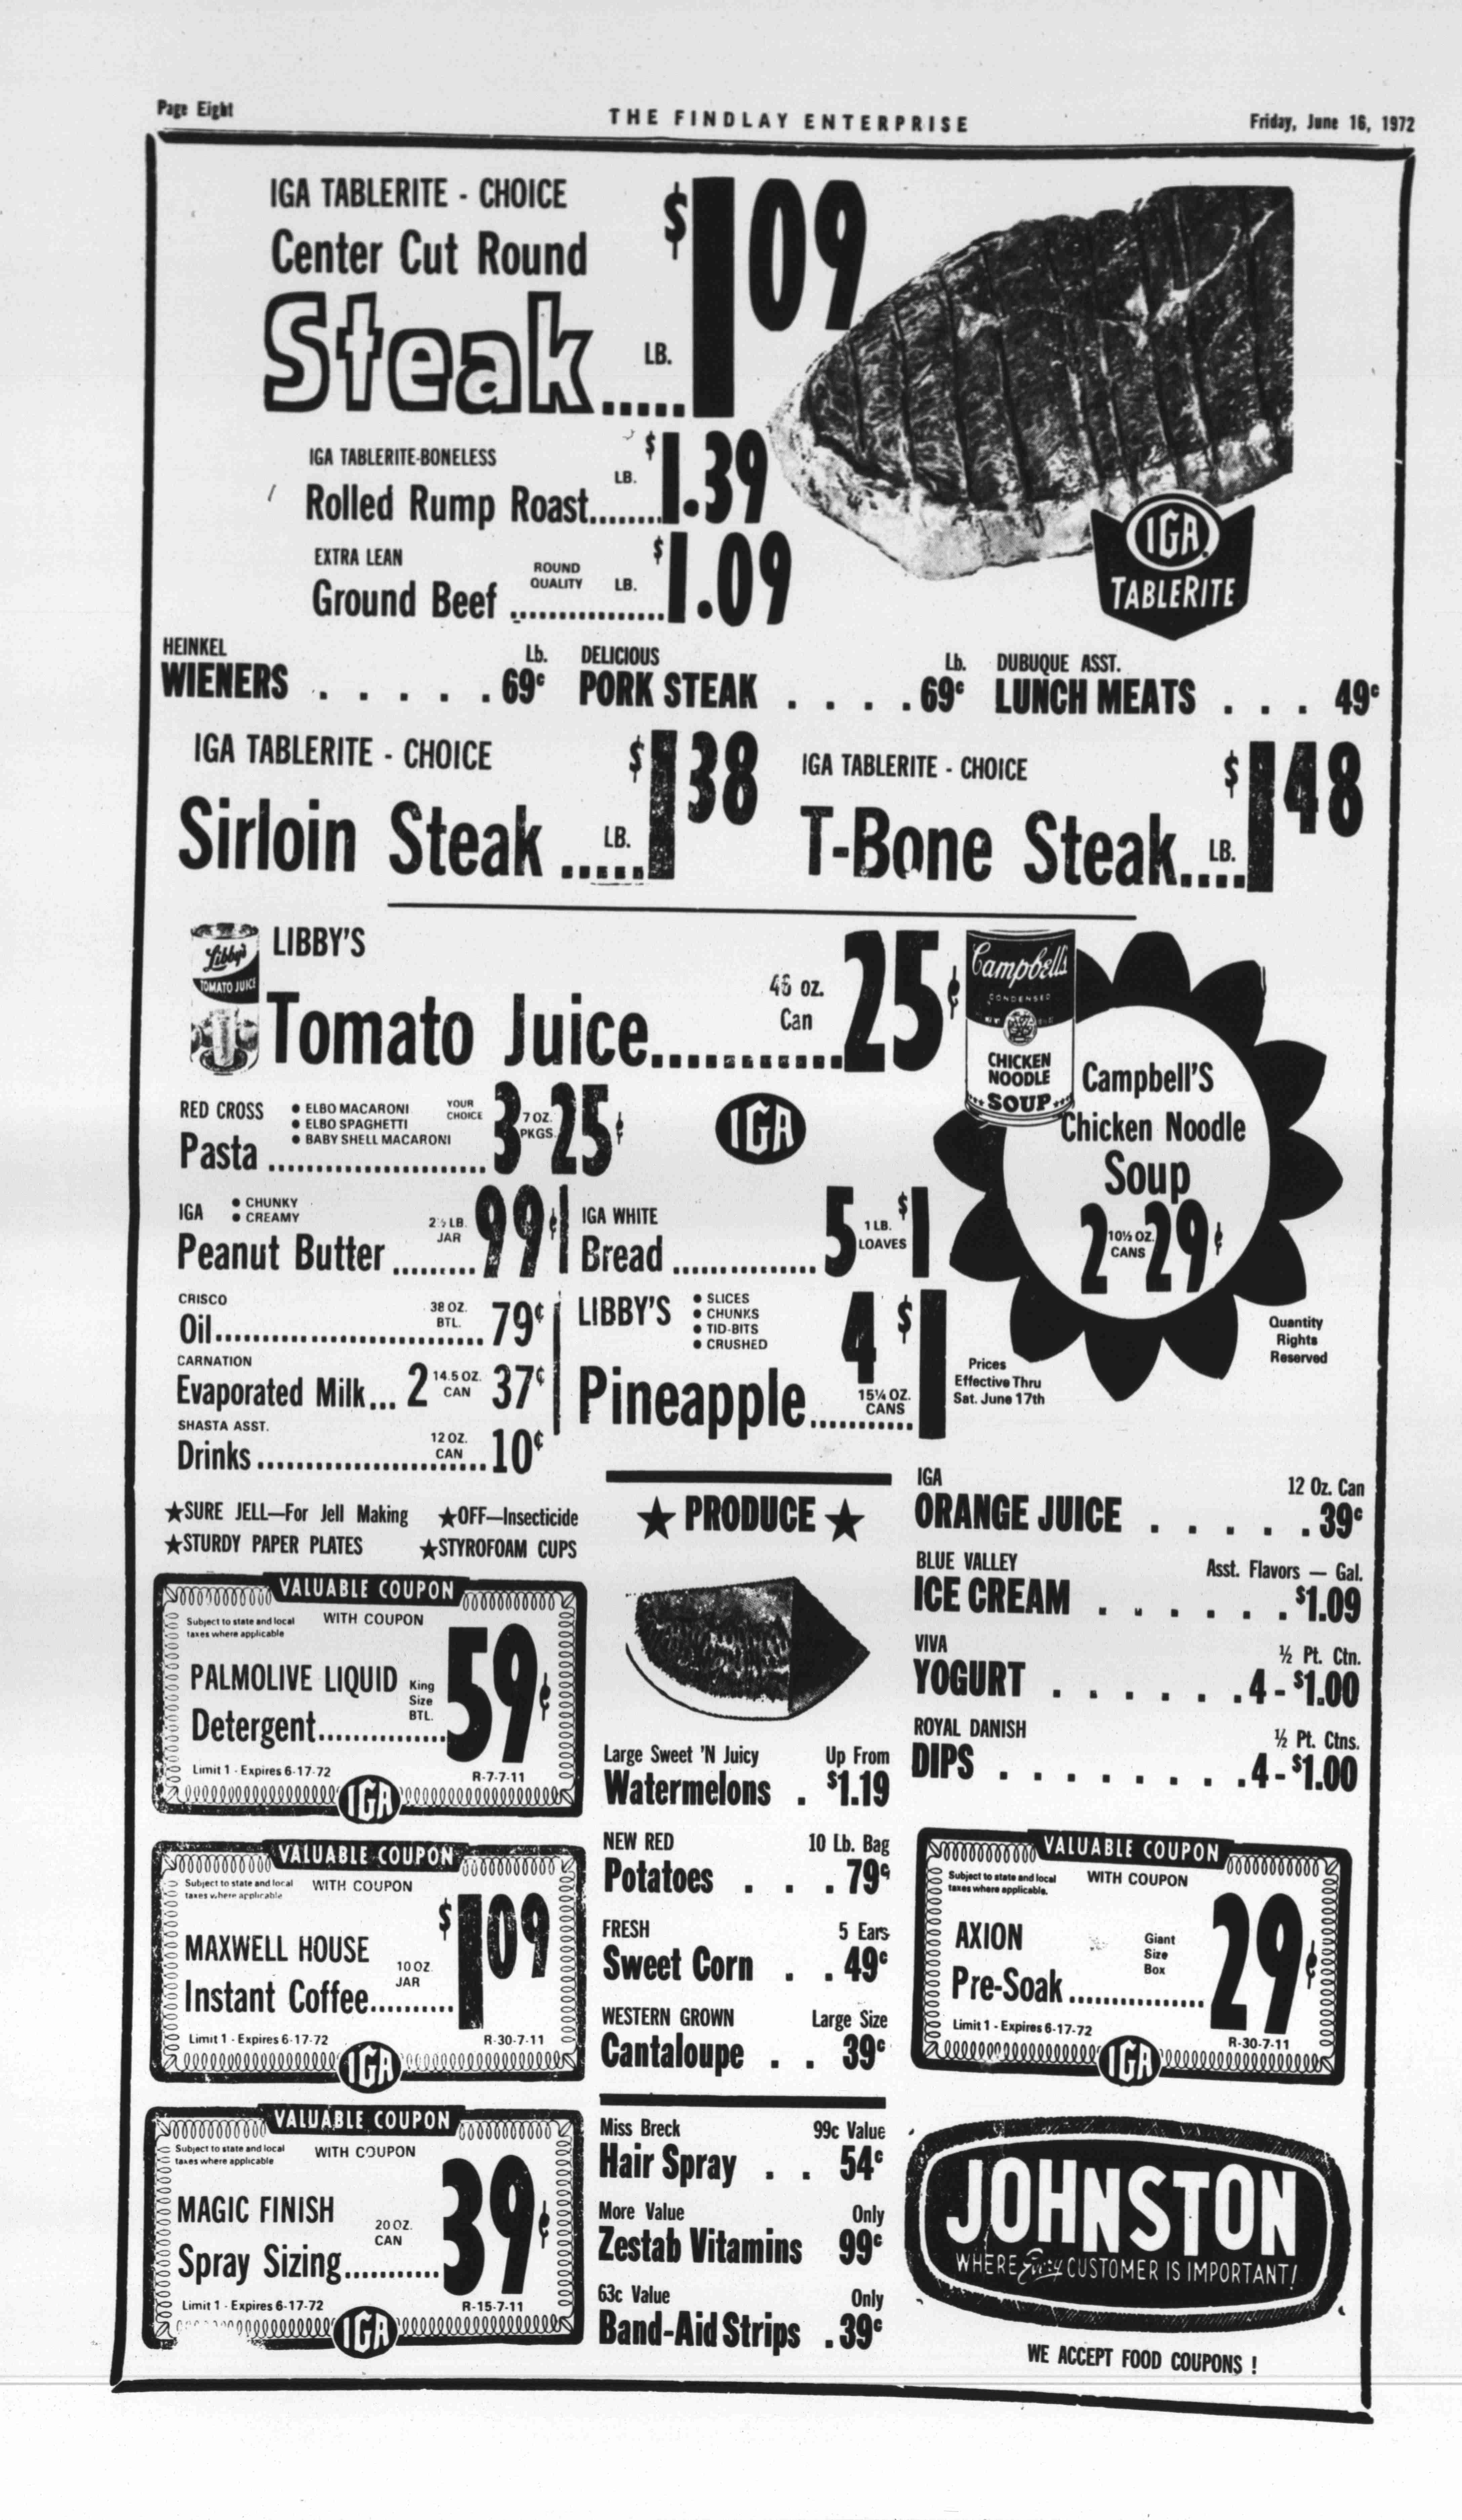 Page Eight
THE FINDLAY ENTERPRISE
Friday, June 16, 1972
IGA TABLERITE - CHOICE
Center Cut Round
Steak..... LB. $1 09
IGA TABLERITE-BONELESS
Rolled Rump Roast........ LB. $1.39
EXTRA LEAN
Ground Beef ROUND QUALITY LB. ................ $1.09
IGA
TABLERITE
HEINKEL
WIENERS . . . . . . Lb. 69¢
DELICIOUS
PORK STEAK . . . . Lb. 69¢
DUBUQUE ASST.
LUNCH MEATS . . . 49¢
IGA TABLERITE - CHOICE
Sirloin Steak ..... LB. $1 38
IGA TABLERITE - CHOICE
T-Bone Steak.... LB. $1 48
Libby's
TOMATO JUICE
LIBBY'S
Tomato Juice............ 46 oz. Can 25¢
Campbell's
CONDENSED
CHICKEN
NOODLE
SOUP
Campbell'S
Chicken Noodle
Soup
2 10½ OZ. CANS 29¢
RED CROSS
• ELBO MACARONI
• ELBO SPAGHETTI
• BABY SHELL MACARONI
YOUR CHOICE
Pasta ...................... 3 7 OZ. PKGS. 25¢
IGA
IGA
• CHUNKY
• CREAMY
Peanut Butter ......... 2½ LB. JAR 99¢
IGA WHITE
Bread ............... 5 1 LB. LOAVES $1
CRISCO
Oil............................ 38 OZ. BTL. 79¢
CARNATION
Evaporated Milk... 2 14.5 OZ. CAN 37¢
SHASTA ASST.
Drinks ........................ 12 OZ. CAN 10¢
LIBBY'S
• SLICES
• CHUNKS
• TID-BITS
• CRUSHED
Pineapple........... 4 15¼ OZ. CANS $1
Prices
Effective Thru
Sat. June 17th
Quantity
Rights
Reserved
★SURE JELL—For Jell Making ★OFF—Insecticide
★STURDY PAPER PLATES ★STYROFOAM CUPS
VALUABLE COUPON
Subject to state and local
taxes where applicable
WITH COUPON
PALMOLIVE LIQUID
Detergent................ King Size BTL. 59¢
Limit 1 - Expires 6-17-72 R-7-7-11
IGA
VALUABLE COUPON
Subject to state and local
taxes where applicable
WITH COUPON
MAXWELL HOUSE
Instant Coffee.......... 10 OZ. JAR $1 09
Limit 1 - Expires 6-17-72 R-30-7-11
IGA
VALUABLE COUPON
Subject to state and local
taxes where applicable
WITH COUPON
MAGIC FINISH
Spray Sizing........... 20 OZ. CAN 39¢
Limit 1 - Expires 6-17-72 R-15-7-11
IGA
★ PRODUCE ★
Large Sweet 'N Juicy Up From
Watermelons . $1.19
NEW RED 10 Lb. Bag
Potatoes . . . 79¢
FRESH 5 Ears
Sweet Corn . . 49¢
WESTERN GROWN Large Size
Cantaloupe . . 39¢
Miss Breck 99c Value
Hair Spray . . 54¢
More Value Only
Zestab Vitamins 99¢
63c Value Only
Band-Aid Strips . 39¢
IGA 12 Oz. Can
ORANGE JUICE . . . . . . 39¢
BLUE VALLEY Asst. Flavors — Gal.
ICE CREAM . . . . . . . $1.09
VIVA ½ Pt. Ctn.
YOGURT . . . . . . . 4 - $1.00
ROYAL DANISH ½ Pt. Ctns.
DIPS . . . . . . . . . 4 - $1.00
VALUABLE COUPON
Subject to state and local
taxes where applicable.
WITH COUPON
AXION
Pre-Soak ................ Giant Size Box 29¢
Limit 1 - Expires 6-17-72 R-30-7-11
IGA
JOHNSTON
WHERE Every CUSTOMER IS IMPORTANT!
WE ACCEPT FOOD COUPONS !